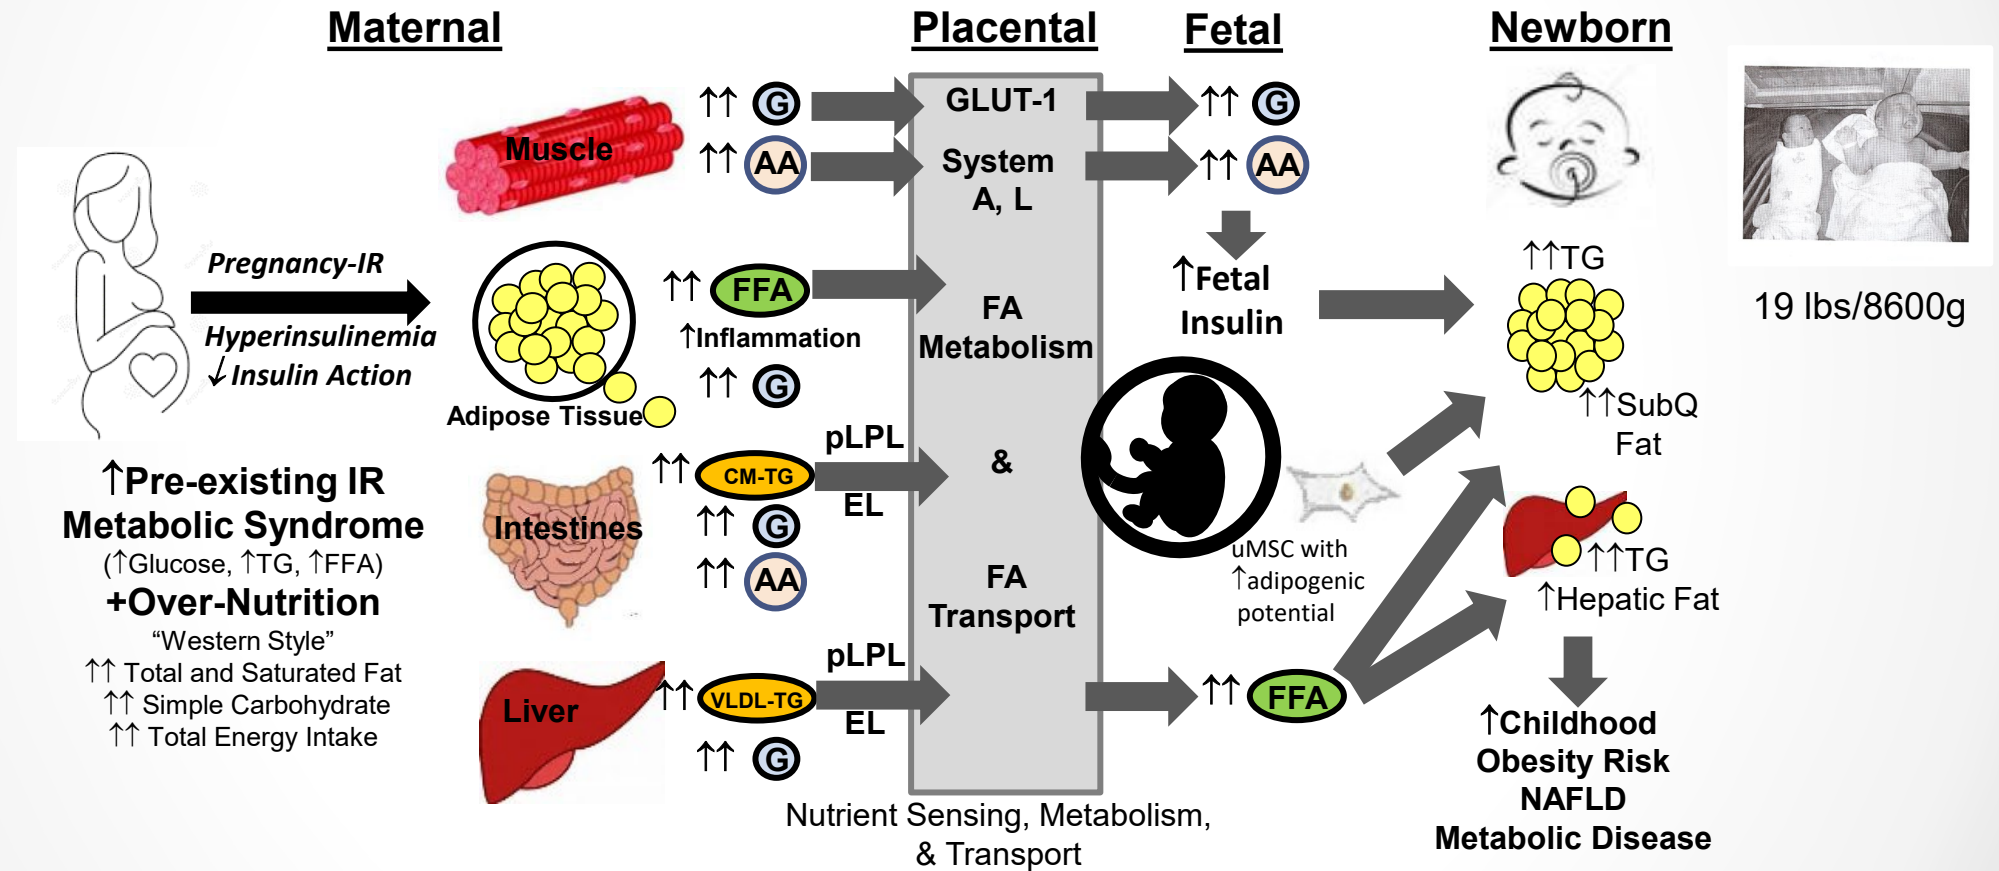 Maternal
Placental
Fetal
Newborn
↑↑ G
GLUT-1
↑↑ G
Muscle
↑↑ AA
System
A, L
↑↑ AA
Pregnancy-IR
Hyperinsulinemia
↓ Insulin Action
↑↑ FFA
↑Inflammation
↑↑ G
Adipose Tissue
FA
Metabolism
&
FA
Transport
↑Fetal
Insulin
↑↑TG
↑↑SubQ
Fat
19 lbs/8600g
↑Pre-existing IR
Metabolic Syndrome
(↑Glucose, ↑TG, ↑FFA)
+Over-Nutrition
“Western Style”
↑↑ Total and Saturated Fat
↑↑ Simple Carbohydrate
↑↑ Total Energy Intake
Intestines
↑↑ CM-TG
pLPL
EL
↑↑ G
↑↑ AA
Liver
↑↑ VLDL-TG
pLPL
EL
↑↑ G
Nutrient Sensing, Metabolism,
& Transport
uMSC with
↑adipogenic
potential
↑↑ FFA
↑↑TG
↑Hepatic Fat
↑Childhood
Obesity Risk
NAFLD
Metabolic Disease